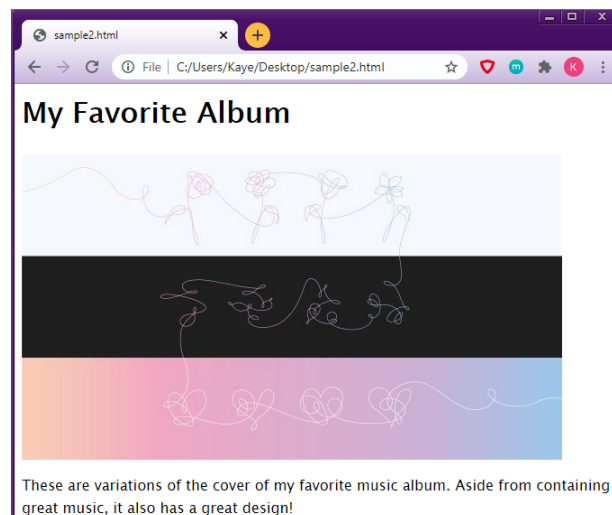 sample2.html
File | C:/Users/Kaye/Desktop/sample2.html
m
K
My Favorite Album
These are variations of the cover of my favorite music album. Aside from containing
great music, it also has a great design!